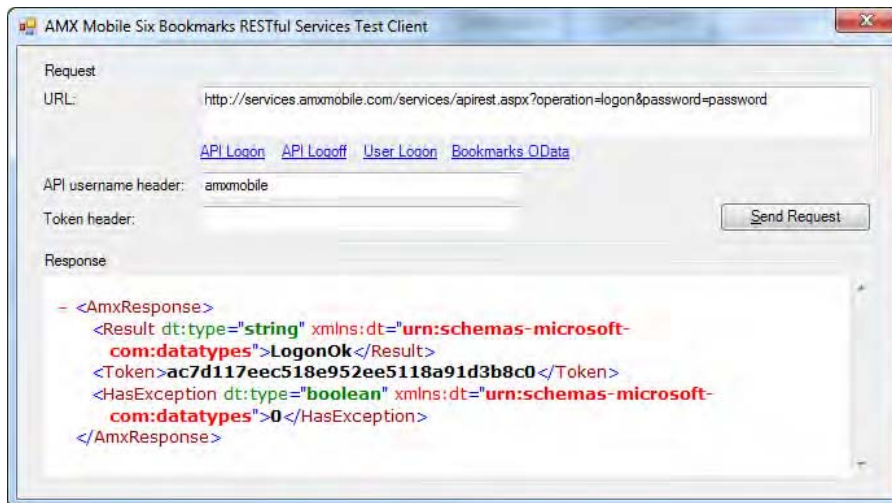 AMX Mobile Six Bookmarks RESTful Services Test Client
Request
URL: http://services.amxmobile.com/services/apirest.aspx?operation=logon&password=password
API Logon API Logoff User Logon Bookmarks OData
API username header: amxmobile
Token header:
Send Request
Response
- <AmxResponse>
<Result dt:type="string" xmlns:dt="urn:schemas-microsoft-
com:datatypes">LogonOk</Result>
<Token>ac7d117eec518e952ee5118a91d3b8c0</Token>
<HasException dt:type="boolean" xmlns:dt="urn:schemas-microsoft-
com:datatypes">0</HasException>
</AmxResponse>